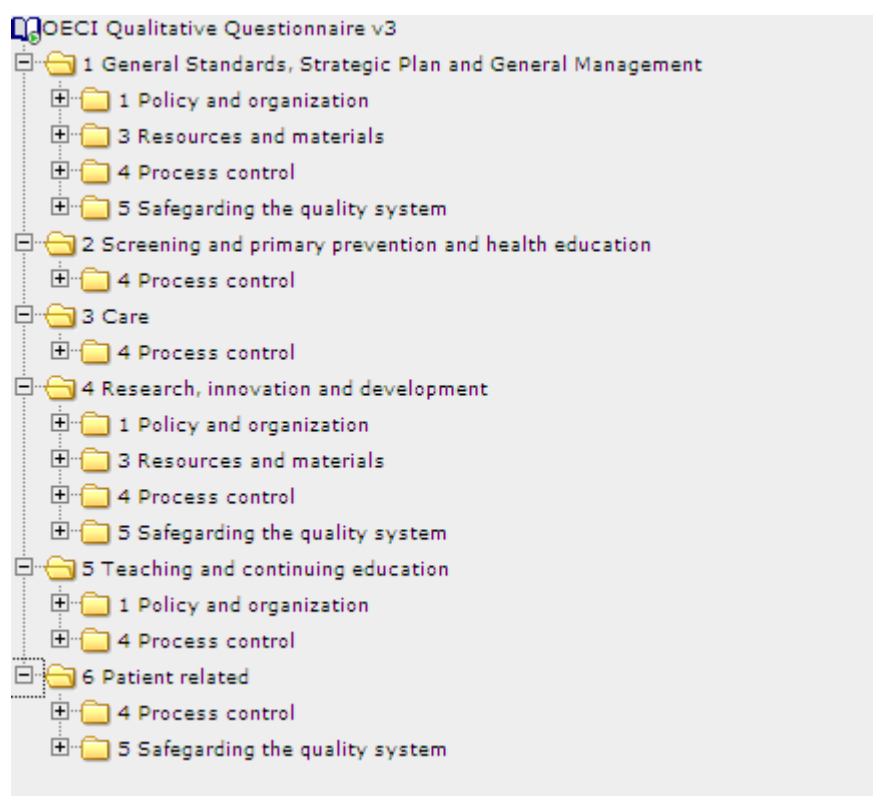 OECI Qualitative Questionnaire v3
1 General Standards, Strategic Plan and General Management
1 Policy and organization
3 Resources and materials
4 Process control
5 Safegarding the quality system
2 Screening and primary prevention and health education
4 Process control
3 Care
4 Process control
4 Research, innovation and development
1 Policy and organization
3 Resources and materials
4 Process control
5 Safegarding the quality system
5 Teaching and continuing education
1 Policy and organization
4 Process control
6 Patient related
4 Process control
5 Safegarding the quality system